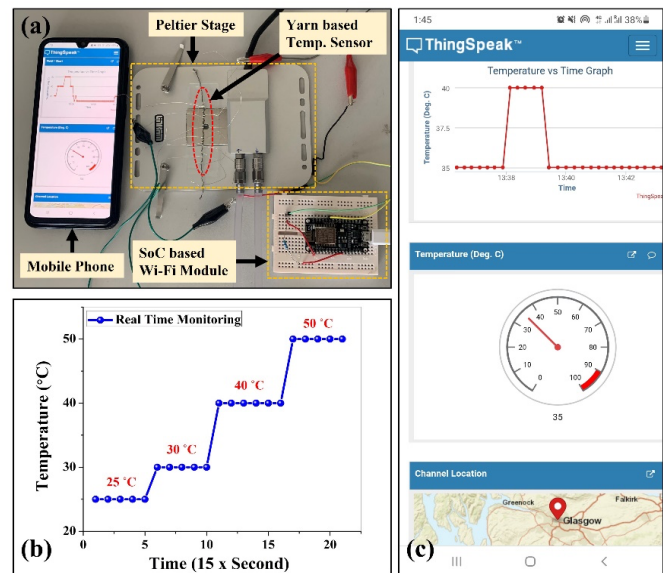 (a)
Peltier Stage
Yarn based
Temp. Sensor
Mobile Phone
SoC based
Wi-Fi Module
Real Time Monitoring
50 °C
40 °C
30 °C
25 °C
Temperature (°C)
50
40
30
20
0
5
10
15
20
Time (15 x Second)
(b)
1:45
38%
ThingSpeak™
Temperature vs Time Graph
Temperature (Deg. C)
40
37.5
35
13:38
13:40
13:42
Time
ThingSpe
Temperature (Deg. C)
0
10
20
30
40
50
60
70
80
90
100
35
Channel Location
Greenock
Falkirk
Glasgow
(c)